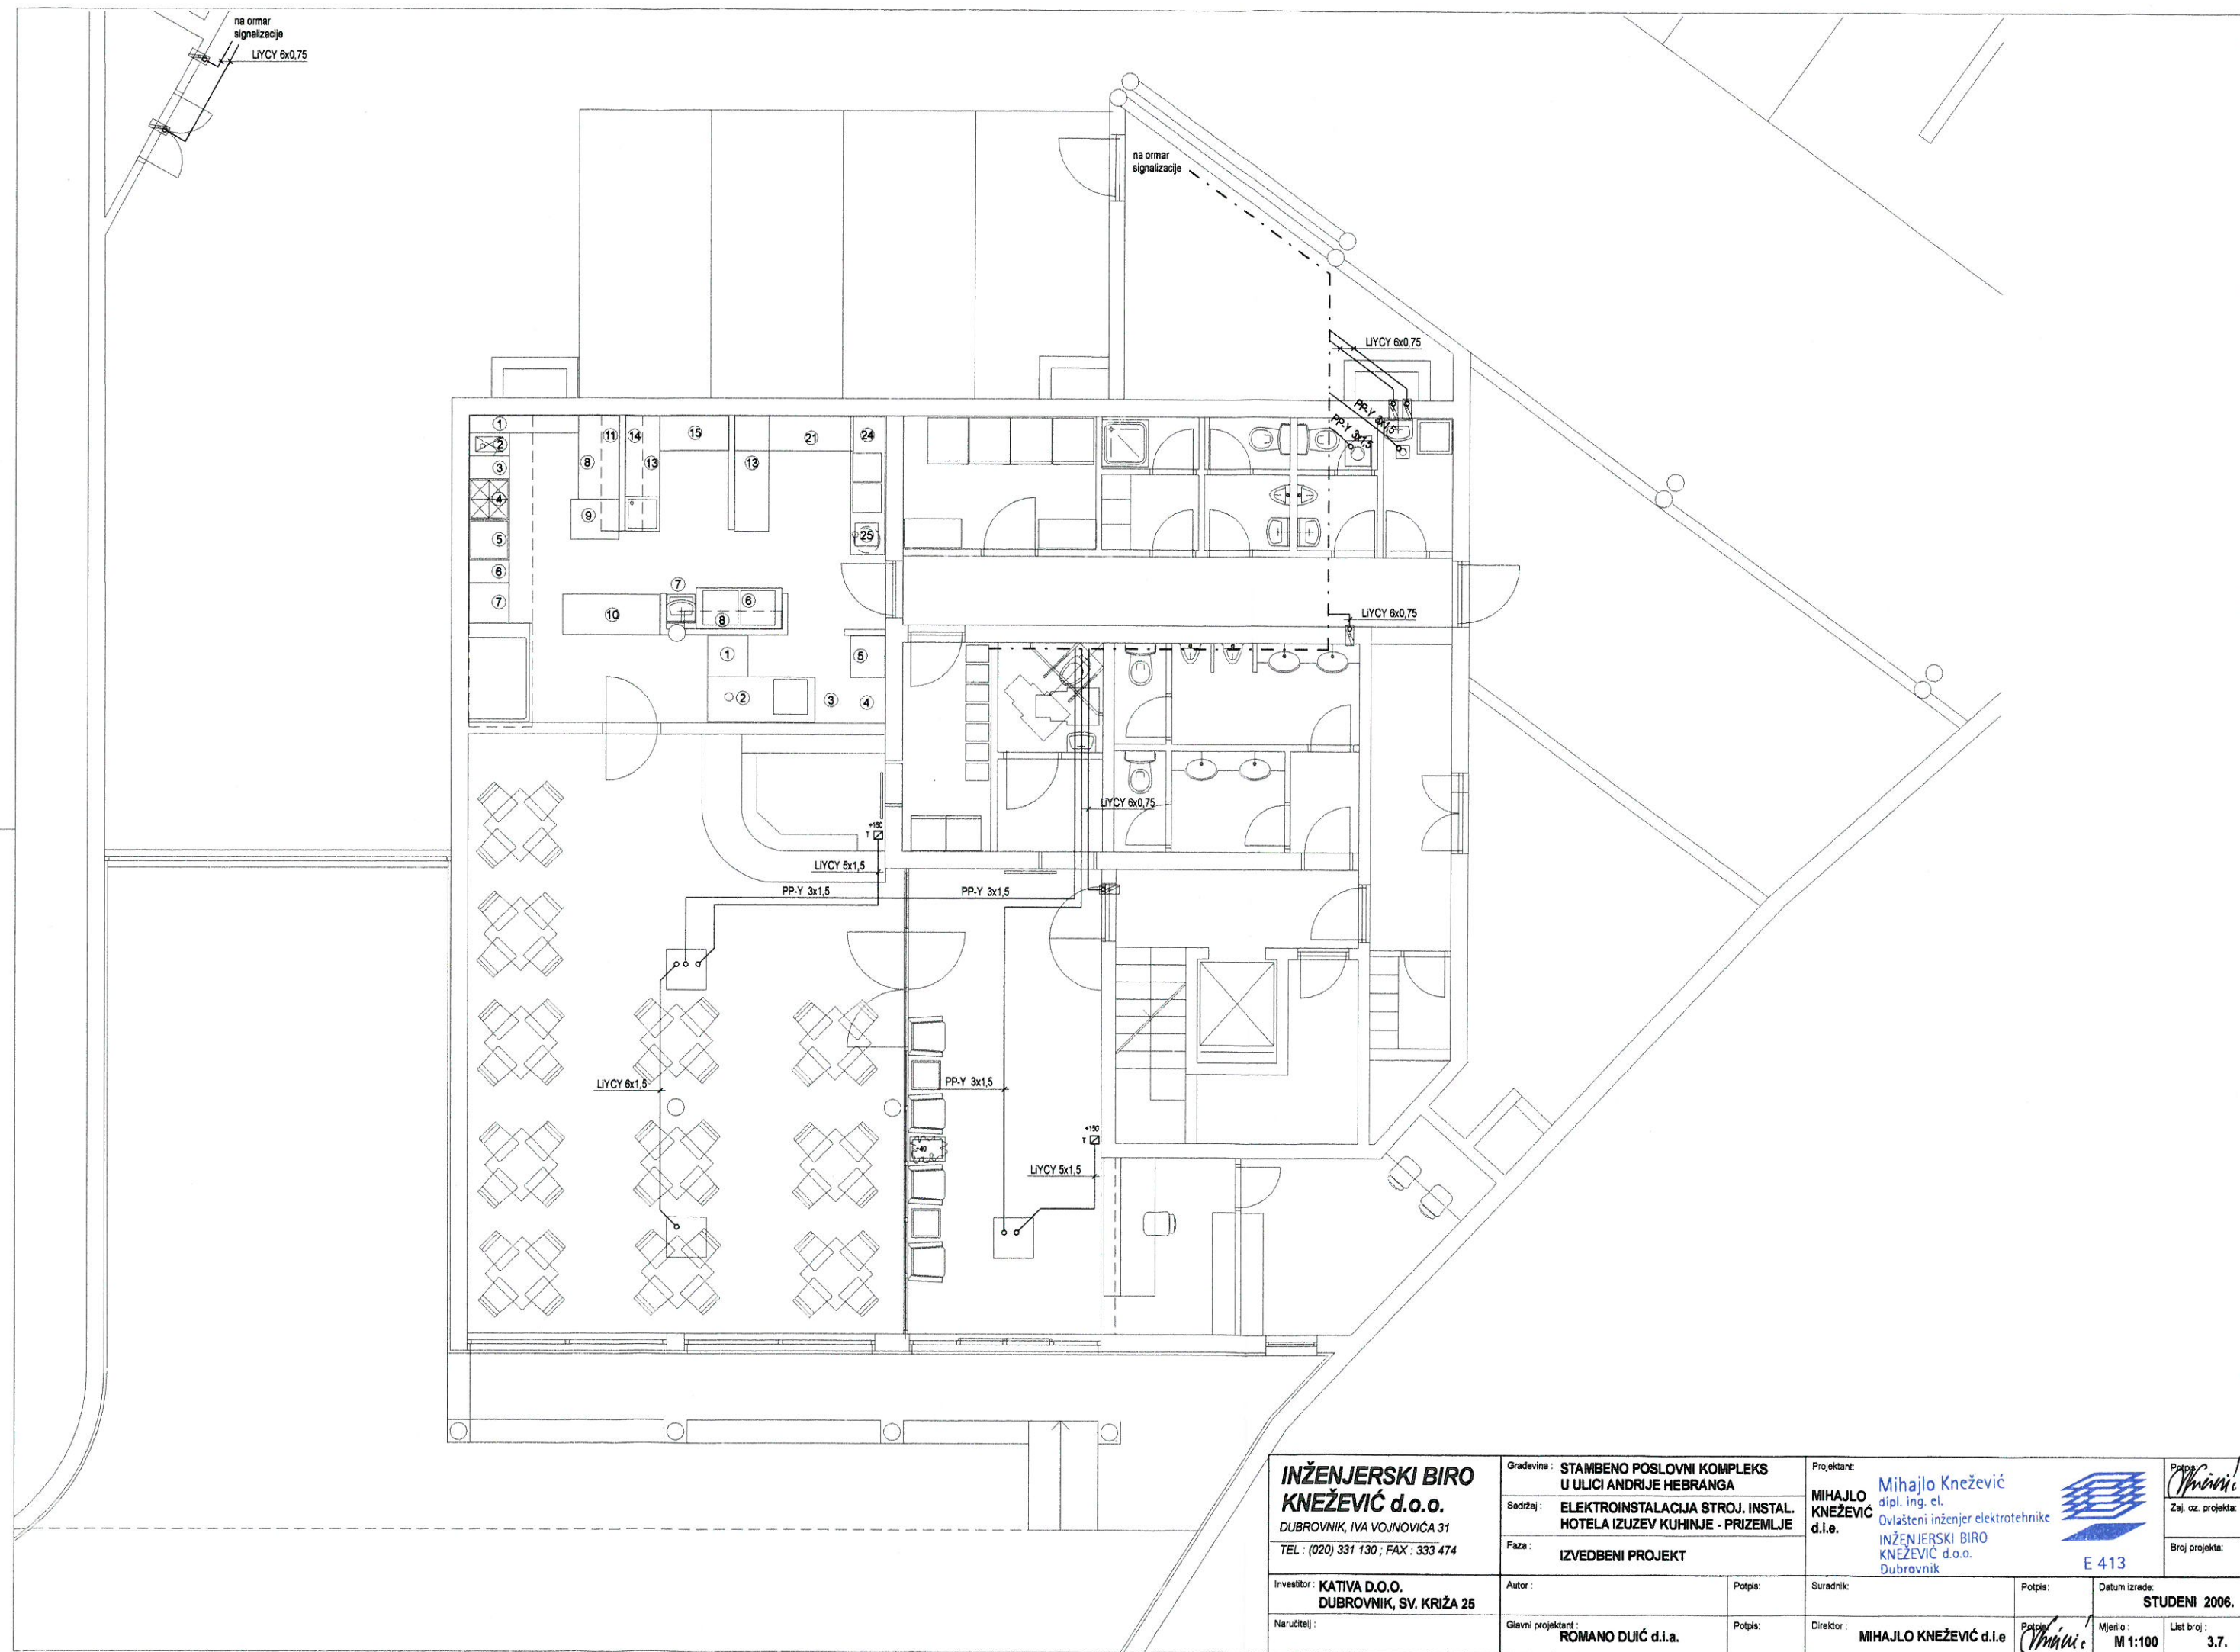 na ormar
signalizacije
LiYCY 6x0,75
na ormar
signalizacije
LiYCY 6x0,75
PP-Y 3x1,5
PP-Y 3x1,5
1
2
3
4
5
6
7
11
8
9
14
13
15
13
21
24
25
10
7
6
8
1
2
3
4
5
LiYCY 6x0,75
LiYCY 6x0,75
+150
T
LiYCY 5x1,5
PP-Y 3x1,5
PP-Y 3x1,5
LiYCY 6x1,5
PP-Y 3x1,5
+40
+150
T
LiYCY 5x1,5
INŽENJERSKI BIRO
KNEŽEVIĆ d.o.o.
DUBROVNIK, IVA VOJNOVIĆA 31
TEL : (020) 331 130 ; FAX : 333 474
Investitor : KATIVA D.O.O.
DUBROVNIK, SV. KRIŽA 25
Naručitelj :
Građevina : STAMBENO POSLOVNI KOMPLEKS
U ULICI ANDRIJE HEBRANGA
Sadržaj : ELEKTROINSTALACIJA STROJ. INSTAL.
HOTELA IZUZEV KUHINJE - PRIZEMLJE
Faza : IZVEDBENI PROJEKT
Autor :
Potpis:
Glavni projektant :
ROMANO DUIĆ d.i.a.
Potpis:
Projektant:
MIHAJLO
KNEŽEVIĆ
d.i.e.
Mihajlo Knežević
dipl. ing. el.
Ovlašteni inženjer elektrotehnike
INŽENJERSKI BIRO
KNEŽEVIĆ d.o.o.
Dubrovnik
E 413
Potpis:
Zaj. oz. projekta:
Broj projekta:
Suradnik:
Potpis:
Datum izrade:
STUDENI 2006.
Direktor : MIHAJLO KNEŽEVIĆ d.i.e
Potpis:
Mjerilo :
M 1:100
List broj :
3.7.